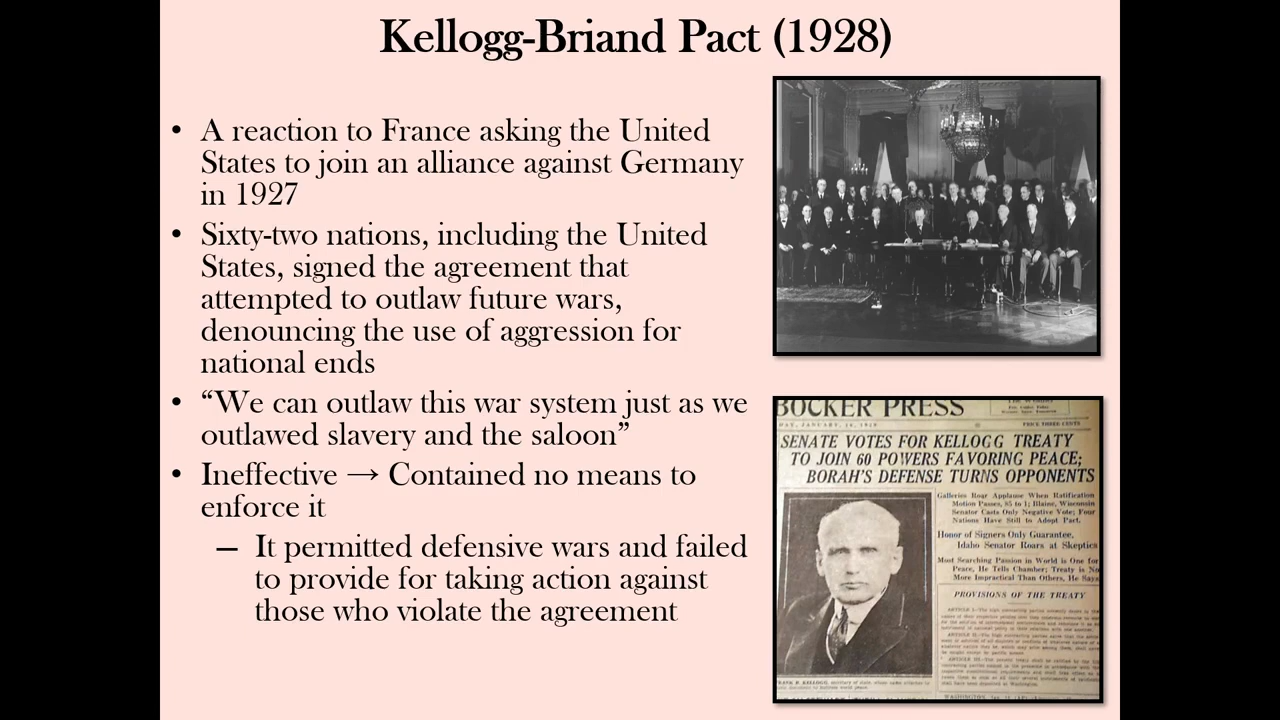 Kellogg-Briand Pact (1928)
• A reaction to France asking the United
States to join an alliance against Germany
in 1927
• Sixty-two nations, including the United
States, signed the agreement that
attempted to outlaw future wars,
denouncing the use of aggression for
national ends
• “We can outlaw this war system just as we
outlawed slavery and the saloon”
• Ineffective → Contained no means to
enforce it
– It permitted defensive wars and failed
to provide for taking action against
those who violate the agreement
BOCKER PRESS
PRICE THREE CENTS
SENATE VOTES FOR KELLOGG TREATY
TO JOIN 60 POWERS FAVORING PEACE;
BORAH'S DEFENSE TURNS OPPONENTS
Galleries Roar Applause When Ratification
Motion Passes, 85 to 1; Blaine, Wisconsin
Senator Casts Only Negative Vote; Four
Nations Have Still to Adopt Pact.
Honor of Signers Only Guarantee,
Idaho Senator Roars at Skeptics
Most Searching Passion in World is One for
Peace, He Tells Chamber; Treaty is No
More Impractical Than Others, He Says
PROVISIONS OF THE TREATY